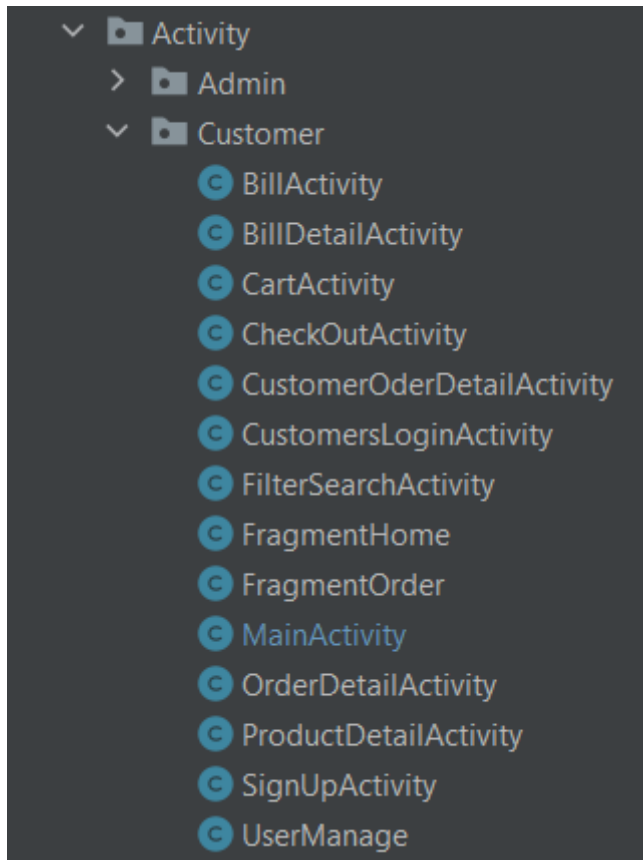 Activity
Admin
Customer
BillActivity
BillDetailActivity
CartActivity
CheckOutActivity
CustomerOderDetailActivity
CustomersLoginActivity
FilterSearchActivity
FragmentHome
FragmentOrder
MainActivity
OrderDetailActivity
ProductDetailActivity
SignUpActivity
UserManage